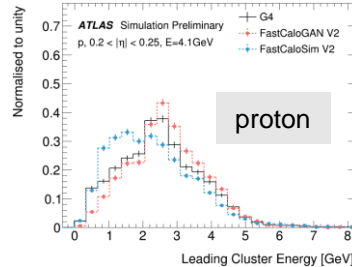 Normalised to unity
0.7
0.6
0.5
0.4
0.3
0.2
0.1
0
ATLAS Simulation Preliminary
p, 0.2 < |η| < 0.25, E=4.1GeV
G4
FastCaloGAN V2
FastCaloSim V2
proton
0 1 2 3 4 5 6 7 8
Leading Cluster Energy [GeV]